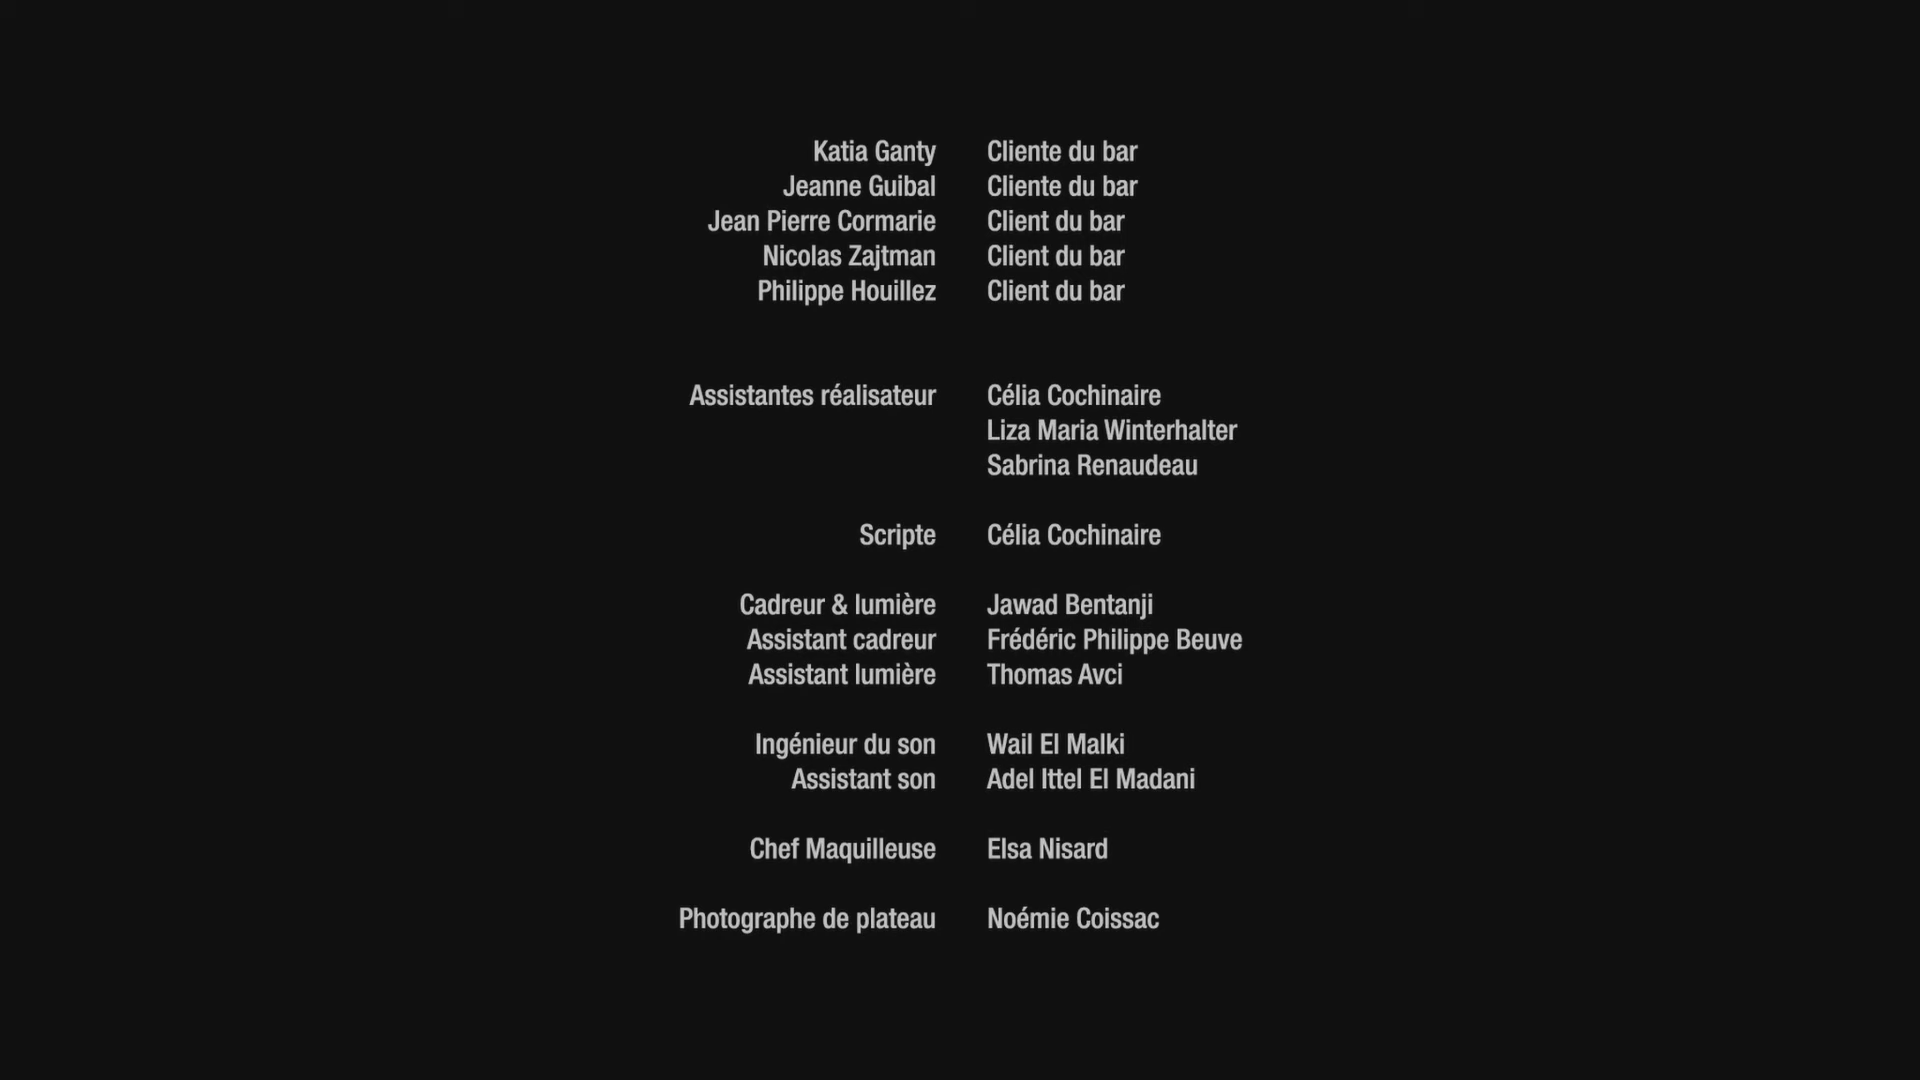 Katia Ganty Cliente du bar
Jeanne Guibal Cliente du bar
Jean Pierre Cormarie Client du bar
Nicolas Zajtman Client du bar
Philippe Houillez Client du bar
Assistantes réalisateur Célia Cochinaire
Liza Maria Winterhalter
Sabrina Renaudeau
Scripte Célia Cochinaire
Cadreur & lumière Jawad Bentanji
Assistant cadreur Frédéric Philippe Beuve
Assistant lumière Thomas Avci
Ingénieur du son Wail El Malki
Assistant son Adel Ittel El Madani
Chef Maquilleuse Elsa Nisard
Photographe de plateau Noémie Coissac